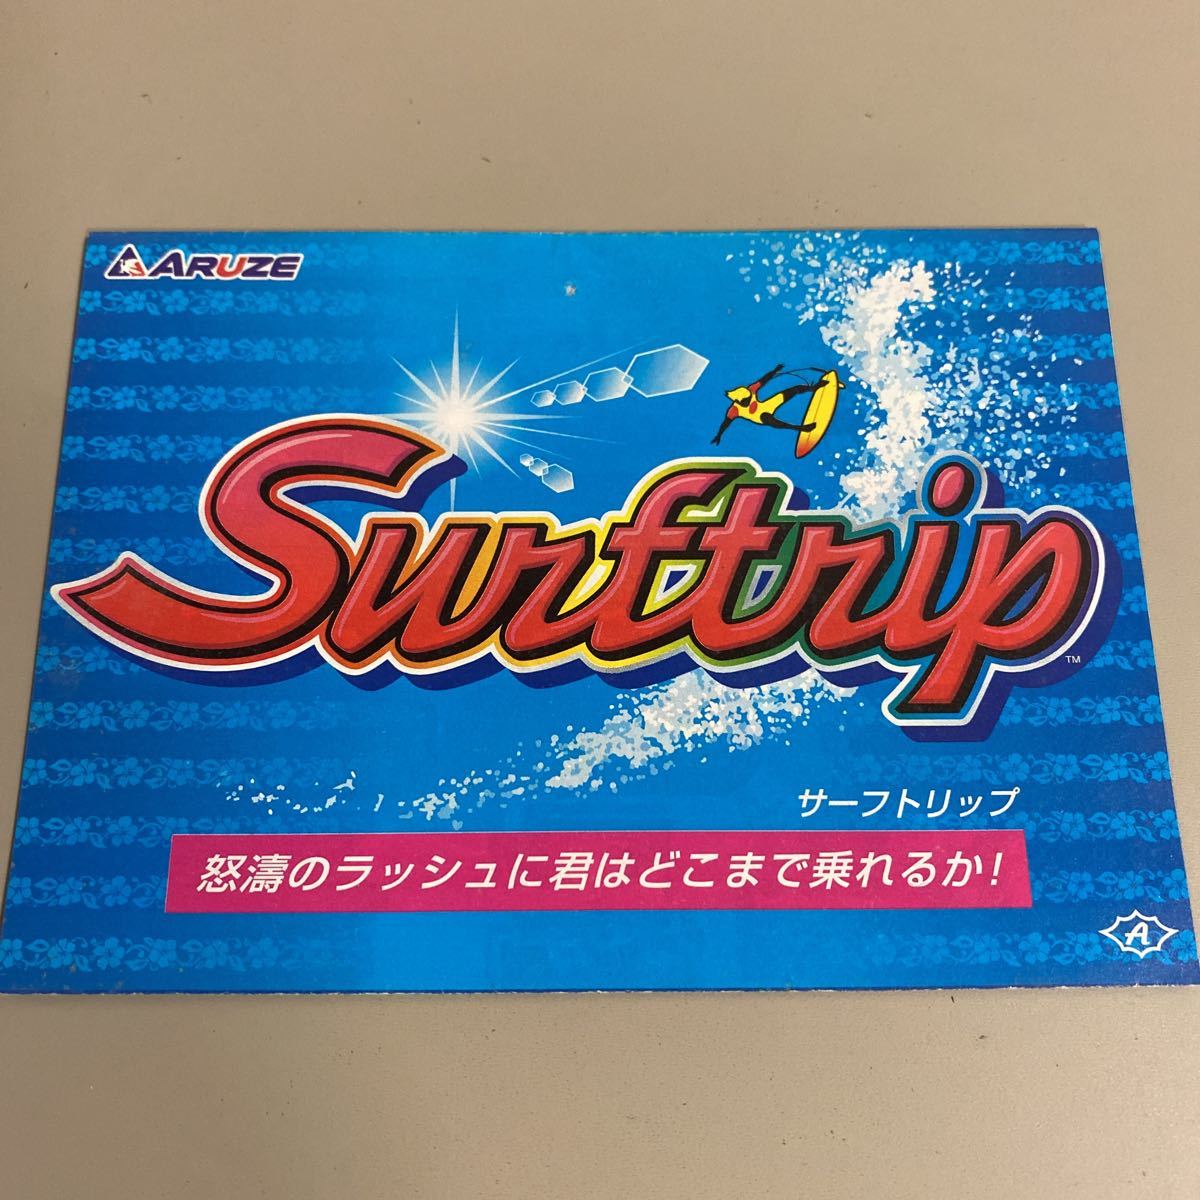 ARUZE
Surftrip
TM
サーフトリップ
怒濤のラッシュに君はどこまで乗れるか!
A